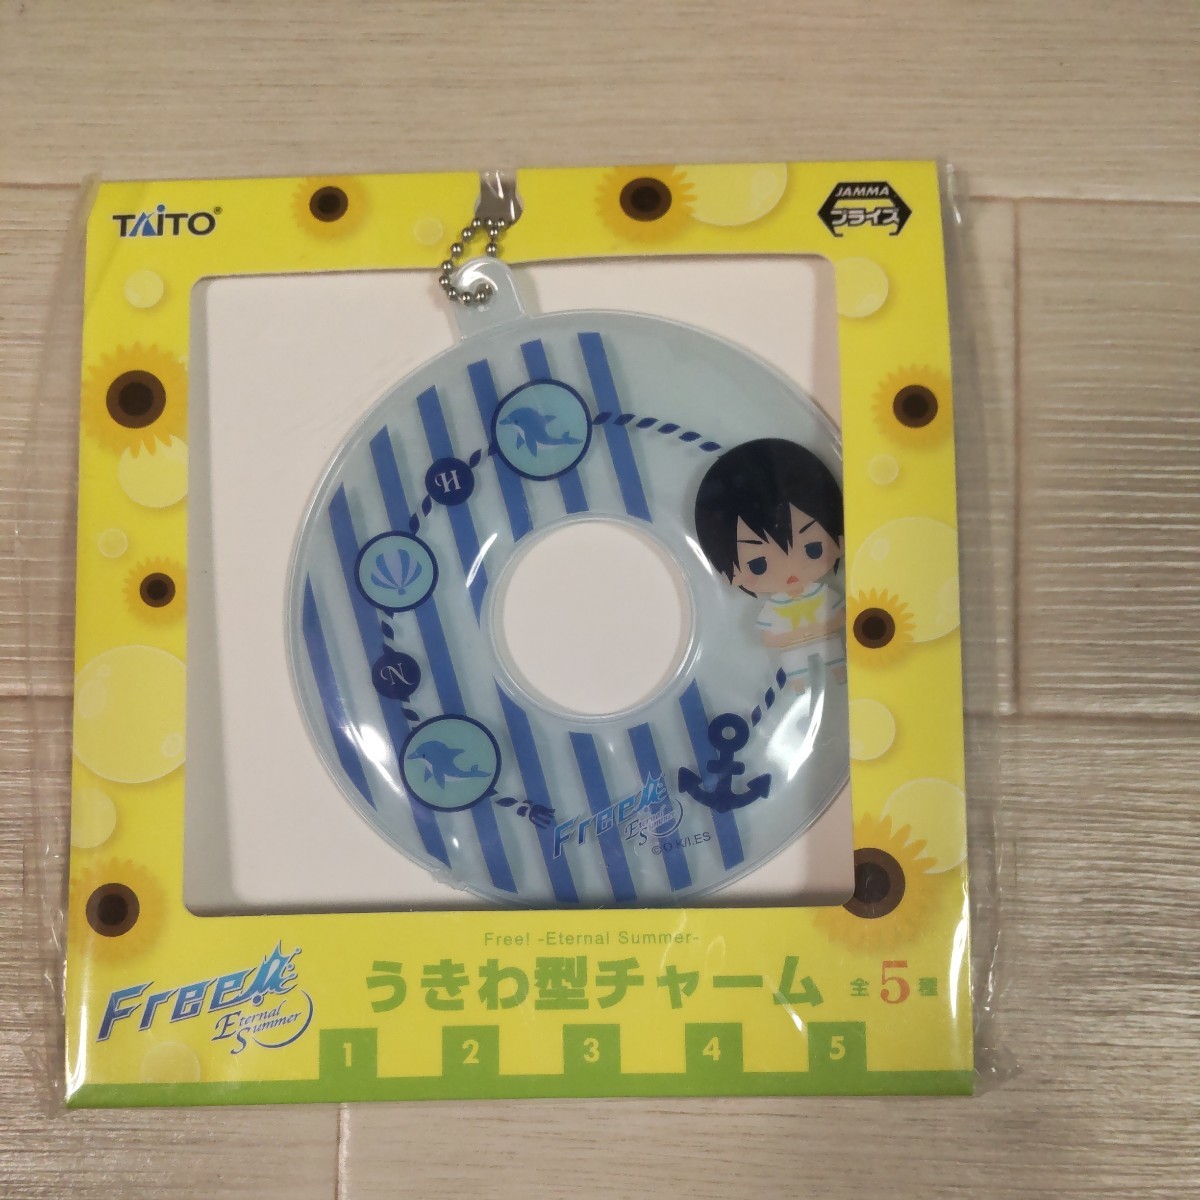 TAITO®
JAMMA
プライズ
H
N
Free!
Eternal
Summer
©O.K/I.ES
Free! -Eternal Summer-
うきわ型チャーム 全5種
Free!
Eternal
Summer
1 2 3 4 5